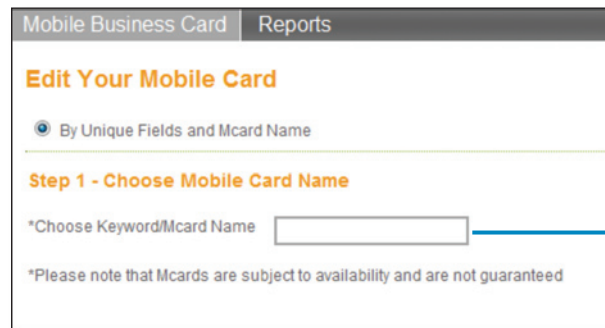 Mobile Business Card Reports
Edit Your Mobile Card
By Unique Fields and Mcard Name
Step 1 - Choose Mobile Card Name
*Choose Keyword/Mcard Name
*Please note that Mcards are subject to availability and are not guaranteed